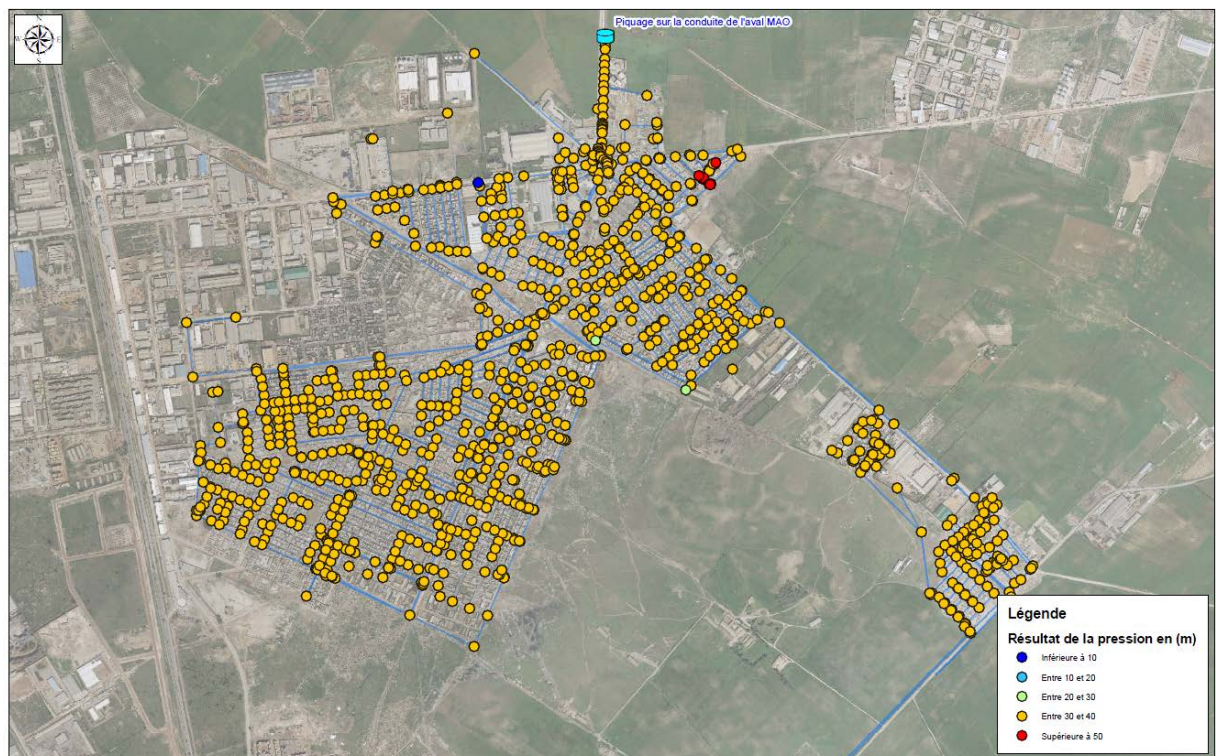 Piquage sur la conduite de l'aval MAO
N
E
S
Légende
Résultat de la pression en (m)
Inférieure à 10
Entre 10 et 20
Entre 20 et 30
Entre 30 et 40
Supérieure à 50